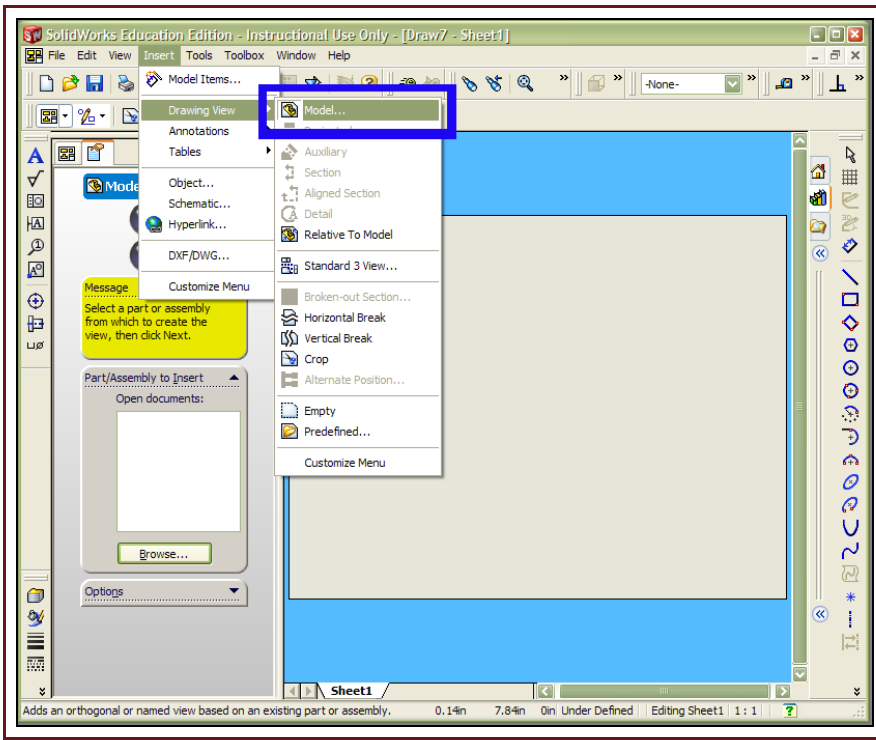 SolidWorks Education Edition - Instructional Use Only - [Draw7 - Sheet1]
File Edit View Insert Tools Toolbox Window Help
Model Items...
-None-
Drawing View
Annotations
Tables
Object...
Schematic...
Hyperlink...
DXF/DWG...
Customize Menu
Model...
Auxiliary
Section
Aligned Section
Detail
Relative To Model
Standard 3 View...
Broken-out Section...
Horizontal Break
Vertical Break
Crop
Alternate Position...
Empty
Predefined...
Customize Menu
Message
Select a part or assembly
from which to create the
view, then click Next.
Part/Assembly to Insert
Open documents:
Browse...
Options
Sheet1
Adds an orthogonal or named view based on an existing part or assembly. 0.14in 7.84in 0in Under Defined Editing Sheet1 1 : 1